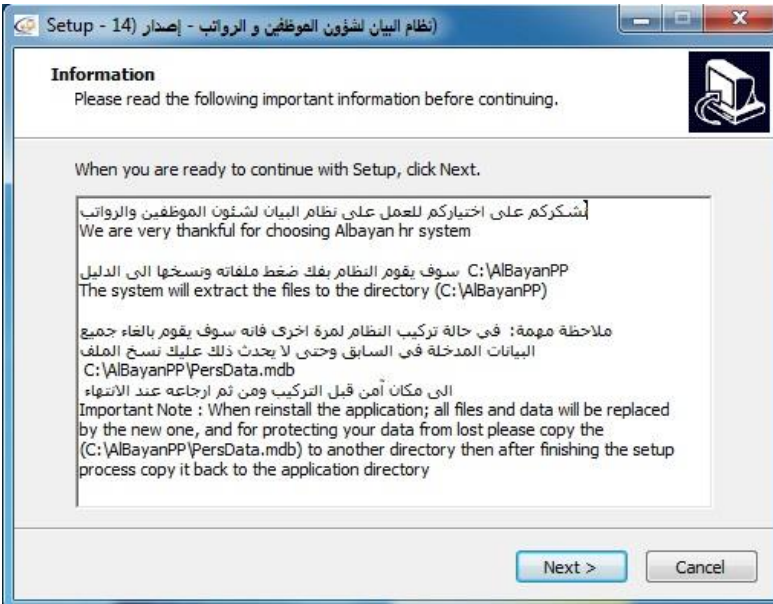 Setup - 14) نظام البيان لشؤون الموظفين و الرواتب - إصدار)
Information
Please read the following important information before continuing.
When you are ready to continue with Setup, click Next.
نشكركم على اختياركم للعمل على نظام البيان لشئون الموظفين والرواتب
We are very thankful for choosing Albayan hr system
سوف يقوم النظام بفك ضغط ملفاته ونسخها الى الدليل C:\AlBayanPP
The system will extract the files to the directory (C:\AlBayanPP)
ملاحظة مهمة: في حالة تركيب النظام لمرة اخرى فانه سوف يقوم بالغاء جميع
البيانات المدخلة في السابق وحتى لا يحدث ذلك عليك نسخ الملف
C:\AlBayanPP\PersData.mdb
الى مكان آمن قبل التركيب ومن ثم ارجاعه عند الانتهاء
Important Note : When reinstall the application; all files and data will be replaced
by the new one, and for protecting your data from lost please copy the
(C:\AlBayanPP\PersData.mdb) to another directory then after finishing the setup
process copy it back to the application directory
Next >
Cancel